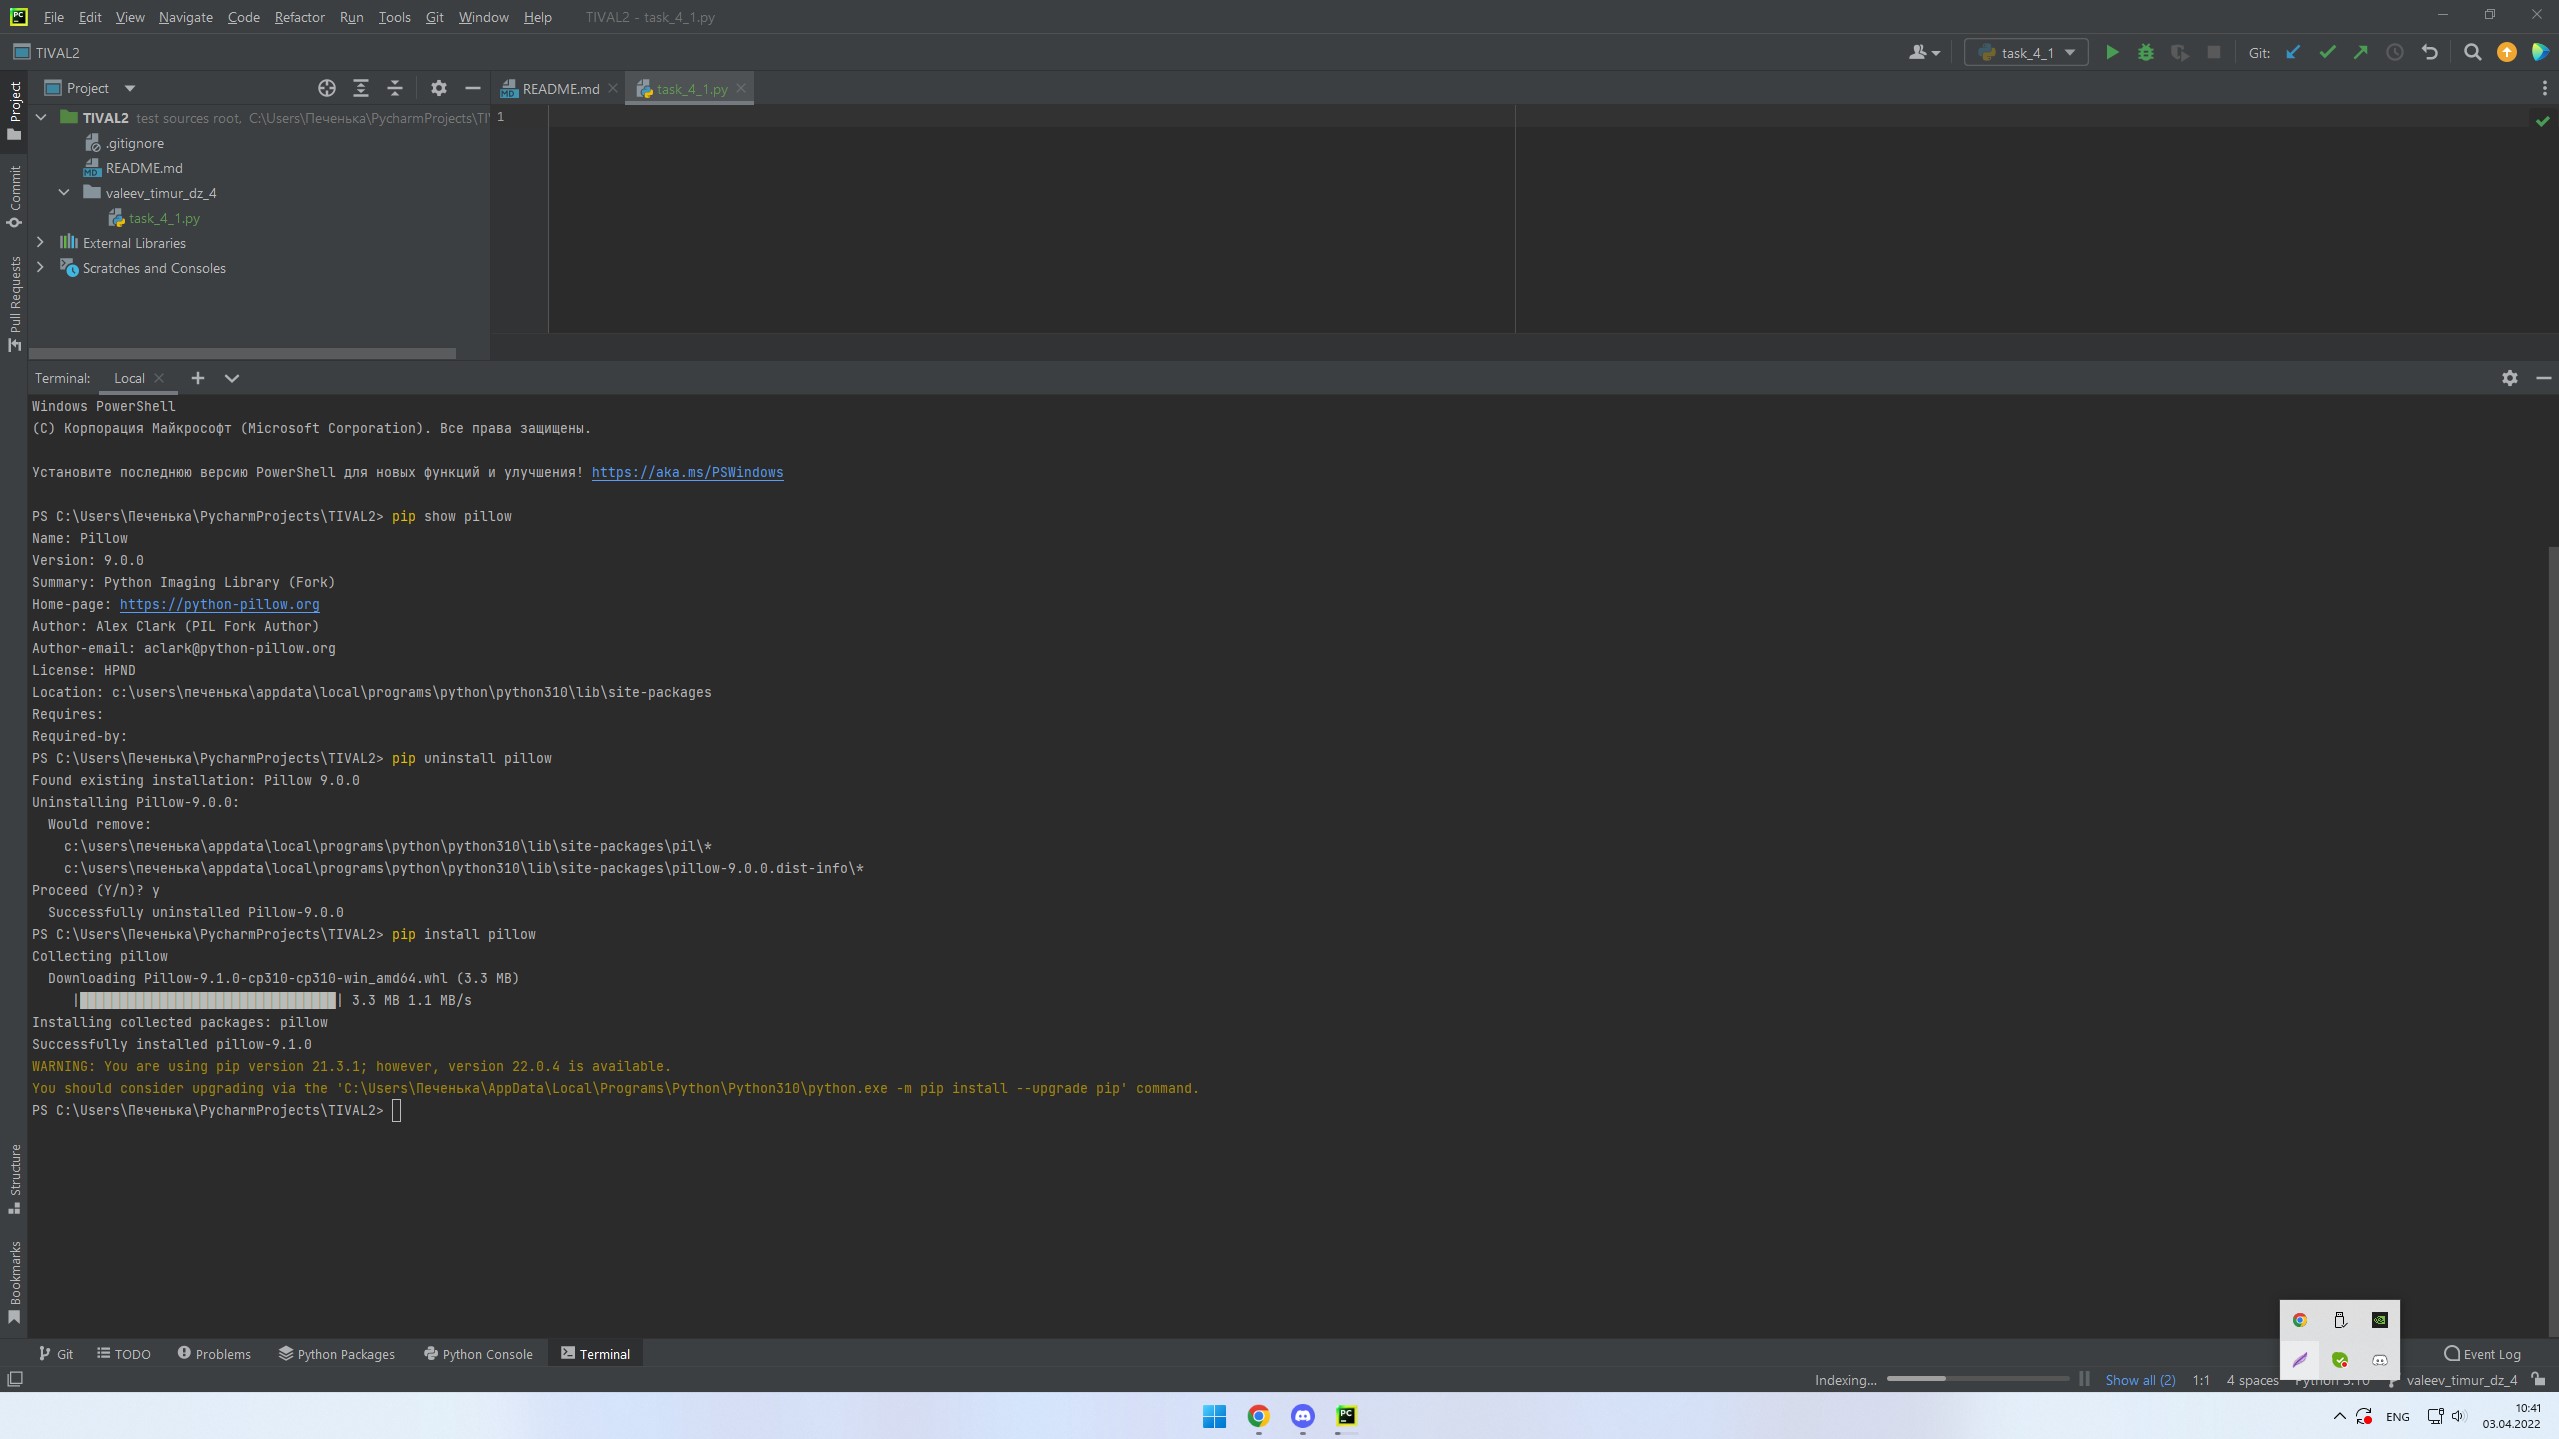 File Edit View Navigate Code Refactor Run Tools Git Window Help TIVAL2 - task_4_1.py
TIVAL2
task_4_1
Git:
Project
README.md
task_4_1.py
TIVAL2 test sources root, C:\Users\Печенька\PycharmProjects\TI
.gitignore
README.md
valeev_timur_dz_4
task_4_1.py
External Libraries
Scratches and Consoles
1
Project
Commit
Pull Requests
Structure
Bookmarks
Terminal: Local
Windows PowerShell
(C) Корпорация Майкрософт (Microsoft Corporation). Все права защищены.
Установите последнюю версию PowerShell для новых функций и улучшения! https://aka.ms/PSWindows
PS C:\Users\Печенька\PycharmProjects\TIVAL2> pip show pillow
Name: Pillow
Version: 9.0.0
Summary: Python Imaging Library (Fork)
Home-page: https://python-pillow.org
Author: Alex Clark (PIL Fork Author)
Author-email: aclark@python-pillow.org
License: HPND
Location: c:\users\печенька\appdata\local\programs\python\python310\lib\site-packages
Requires:
Required-by:
PS C:\Users\Печенька\PycharmProjects\TIVAL2> pip uninstall pillow
Found existing installation: Pillow 9.0.0
Uninstalling Pillow-9.0.0:
Would remove:
c:\users\печенька\appdata\local\programs\python\python310\lib\site-packages\pil\*
c:\users\печенька\appdata\local\programs\python\python310\lib\site-packages\pillow-9.0.0.dist-info\*
Proceed (Y/n)? y
Successfully uninstalled Pillow-9.0.0
PS C:\Users\Печенька\PycharmProjects\TIVAL2> pip install pillow
Collecting pillow
Downloading Pillow-9.1.0-cp310-cp310-win_amd64.whl (3.3 MB)
|████████████████████████████████| 3.3 MB 1.1 MB/s
Installing collected packages: pillow
Successfully installed pillow-9.1.0
WARNING: You are using pip version 21.3.1; however, version 22.0.4 is available.
You should consider upgrading via the 'C:\Users\Печенька\AppData\Local\Programs\Python\Python310\python.exe -m pip install --upgrade pip' command.
PS C:\Users\Печенька\PycharmProjects\TIVAL2>
Git TODO Problems Python Packages Python Console Terminal Event Log
Indexing... Show all (2) 1:1 4 spaces Python 3.10 valeev_timur_dz_4
ENG
10:41
03.04.2022